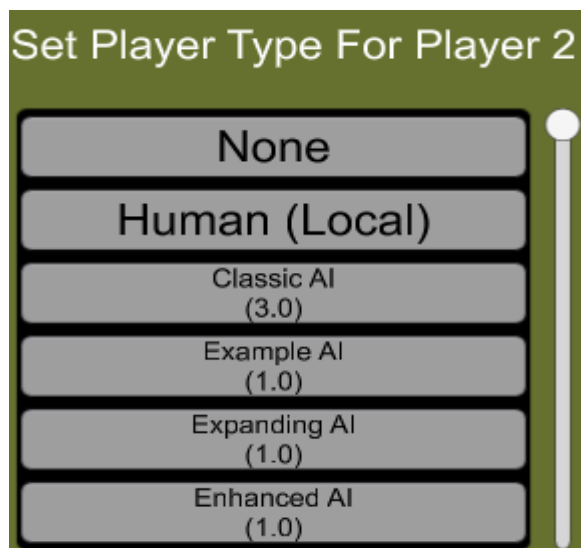 Set Player Type For Player 2
None
Human (Local)
Classic AI
(3.0)
Example AI
(1.0)
Expanding AI
(1.0)
Enhanced AI
(1.0)